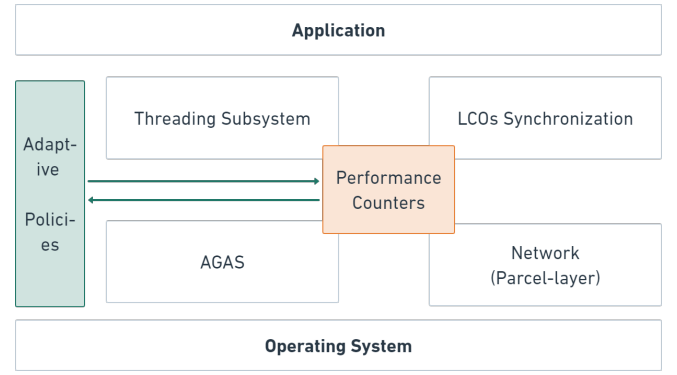 Application
Threading Subsystem
LCOs Synchronization
Adapt-
ive
Polici-
es
Performance
Counters
AGAS
Network
(Parcel-layer)
Operating System